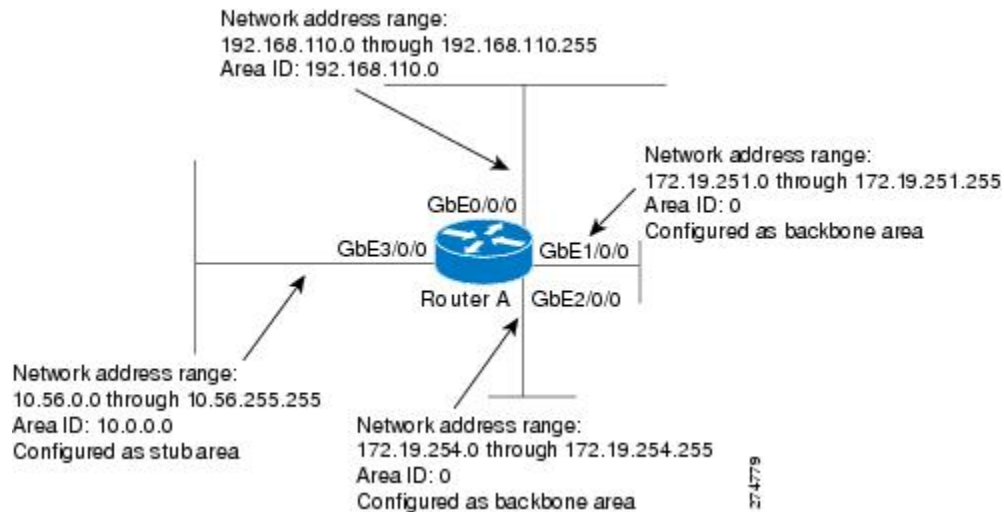 Network address range:
192.168.110.0 through 192.168.110.255
Area ID: 192.168.110.0
Network address range:
172.19.251.0 through 172.19.251.255
Area ID: 0
Configured as backbone area
GbE0/0/0
GbE3/0/0
GbE1/0/0
Router A
GbE2/0/0
Network address range:
10.56.0.0 through 10.56.255.255
Area ID: 10.0.0.0
Configured as stub area
Network address range:
172.19.254.0 through 172.19.254.255
Area ID: 0
Configured as backbone area
274779